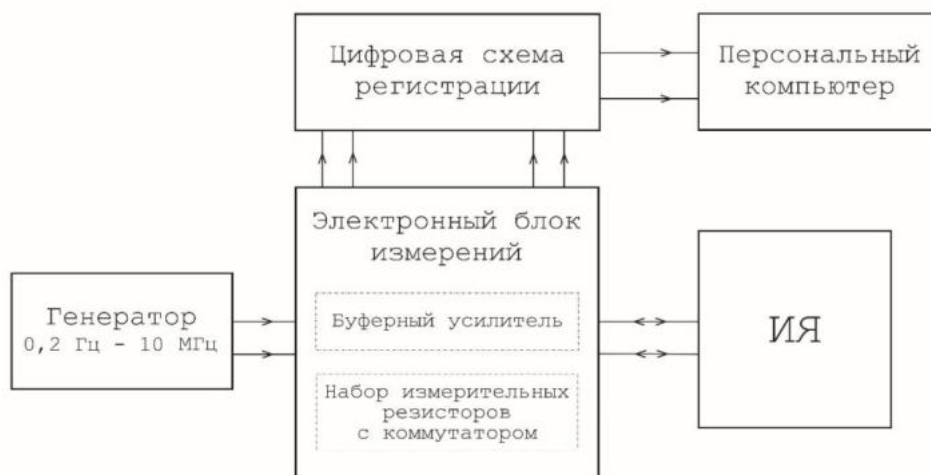 Цифровая схема
регистрации
Персональный
компьютер
Электронный блок
измерений
Генератор
0,2 Гц - 10 МГц
Буферный усилитель
ИЯ
Набор измерительных
резисторов
с коммутатором